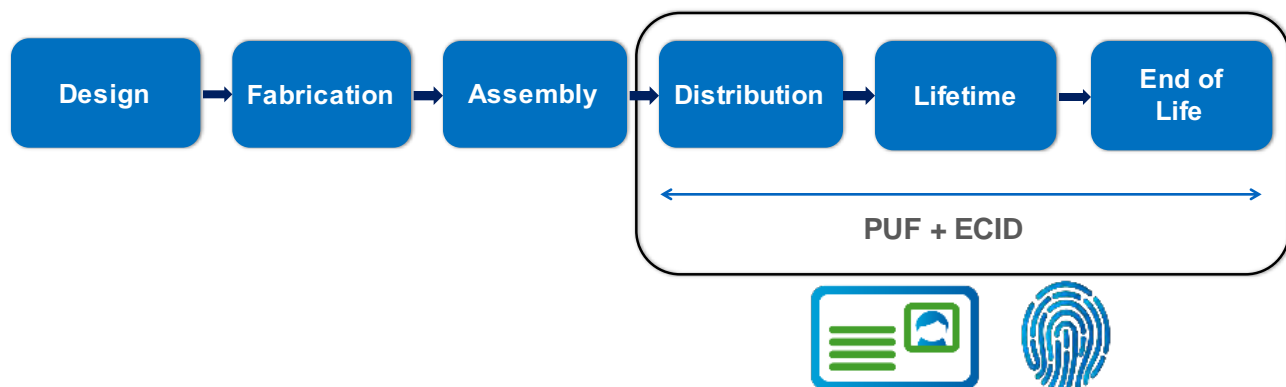 Design
Fabrication
Assembly
Distribution
Lifetime
End of
Life
PUF + ECID